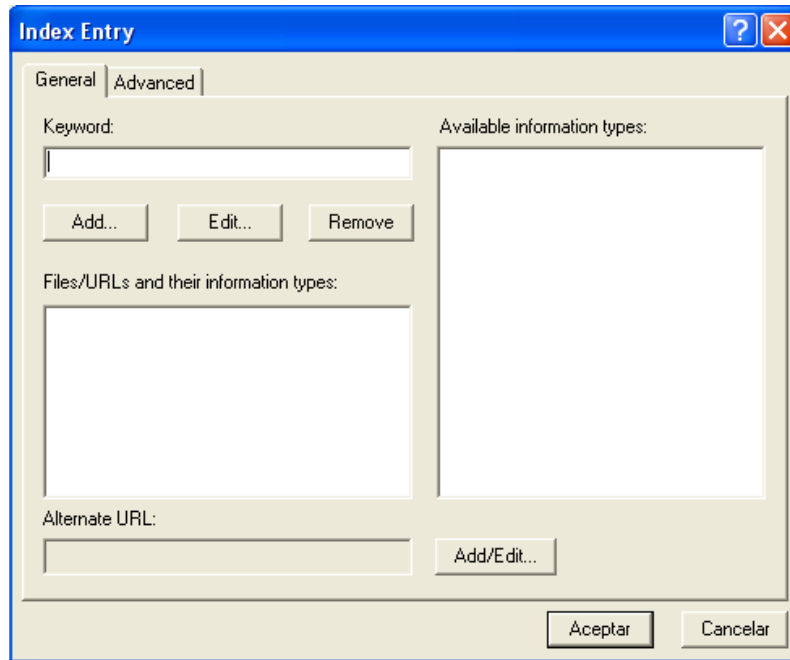 Index Entry
General Advanced
Keyword:
Available information types:
Add... Edit... Remove
Files/URLs and their information types:
Alternate URL:
Add/Edit...
Aceptar Cancelar